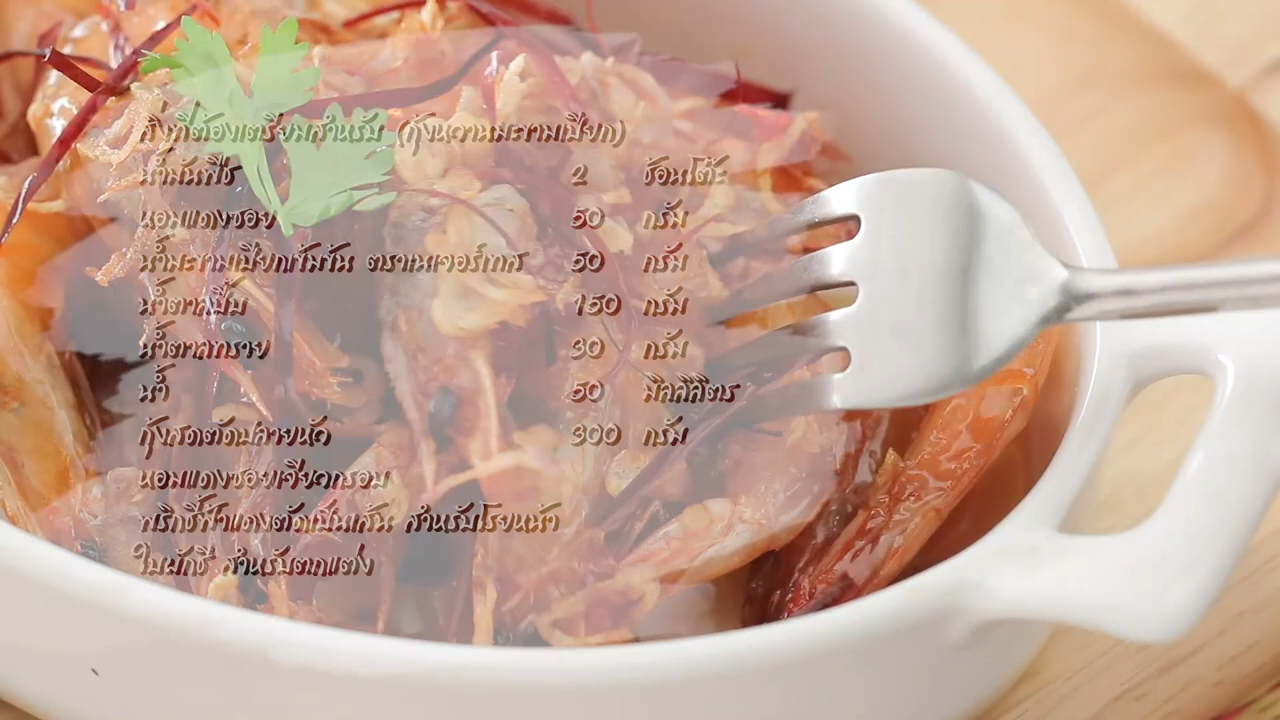 สิ่งที่ต้องเตรียมสำหรับ (กุ้งหวานมะขามเปียก)
น้ำมันพืช 2 ช้อนโต๊ะ
หอมแดงซอย 50 กรัม
น้ำมะขามเปียกเข้มข้น ตราเนเจอร์เทส 50 กรัม
น้ำตาลปี๊บ 150 กรัม
น้ำตาลทราย 30 กรัม
น้ำ 50 มิลลิลิตร
กุ้งสดตัดปลายหัว 300 กรัม
หอมแดงซอยเจียวกรอบ
พริกชี้ฟ้าแดงตัดเป็นเส้น สำหรับโรยหน้า
ใบผักชี สำหรับตกแต่ง